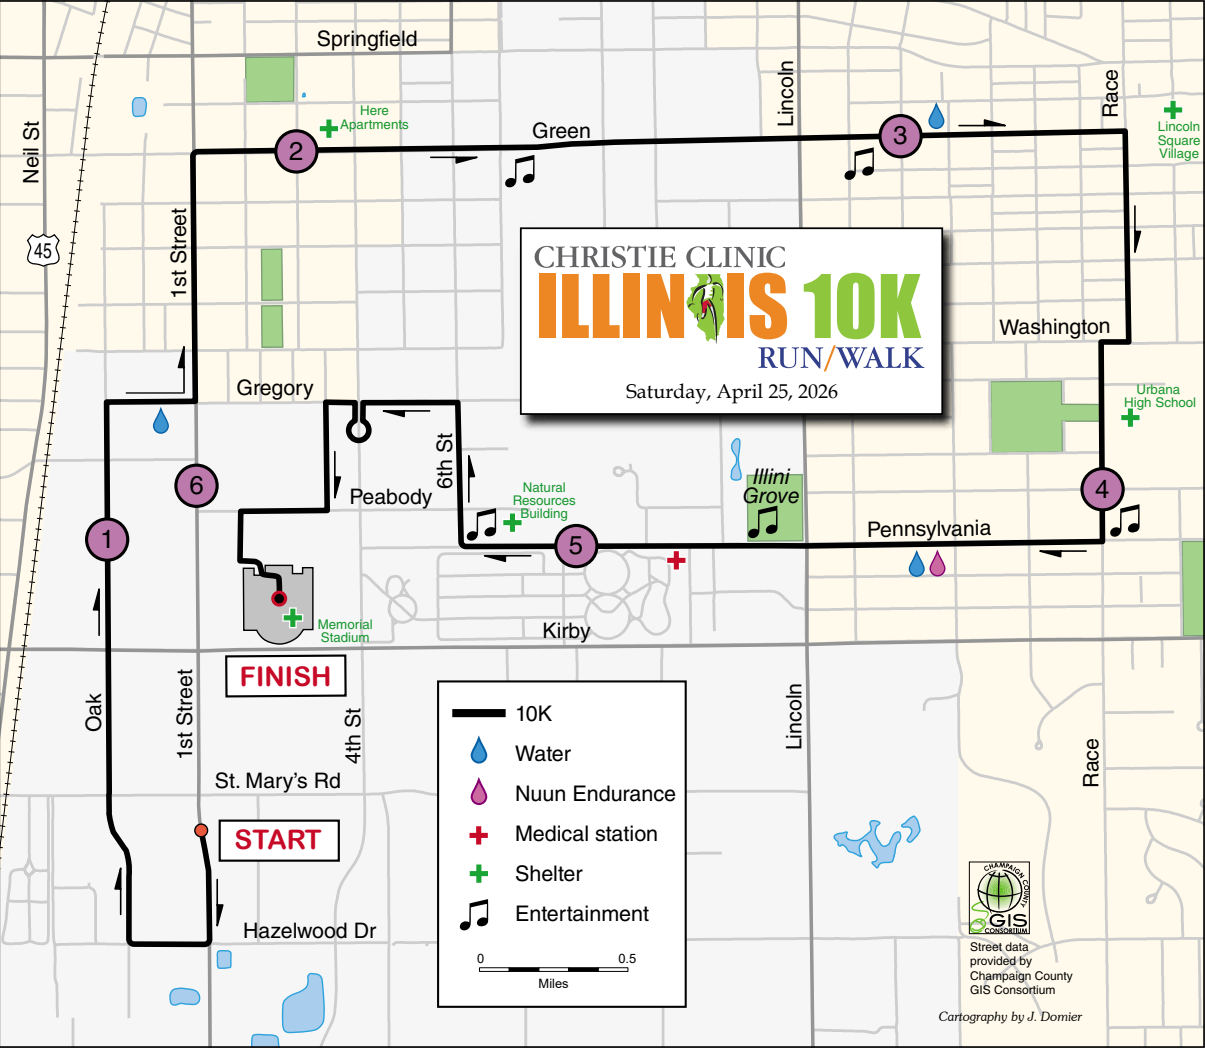 Springfield
Neil St
45
Here
Apartments
Green
Lincoln
Race
Lincoln
Square
Village
2
3
1st Street
CHRISTIE CLINIC
ILLINOIS 10K
RUN/WALK
Saturday, April 25, 2026
Washington
Urbana
High School
Gregory
6th St
Peabody
Natural
Resources
Building
Illini
Grove
Pennsylvania
6
4
1
5
Memorial
Stadium
Kirby
FINISH
Oak
1st Street
4th St
Lincoln
Race
St. Mary's Rd
START
Hazelwood Dr
10K
Water
Nuun Endurance
Medical station
Shelter
Entertainment
0
0.5
Miles
CHAMPAIGN COUNTY
GIS
CONSORTIUM
Street data
provided by
Champaign County
GIS Consortium
Cartography by J. Domier